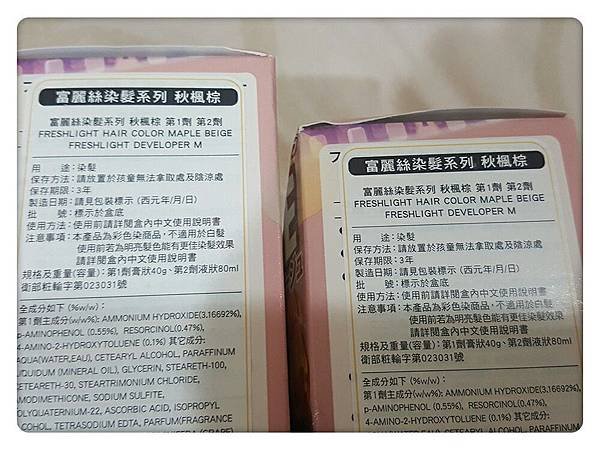 富麗絲染髮系列 秋楓棕
富麗絲染髮系列 秋楓棕 第1劑 第2劑
FRESHLIGHT HAIR COLOR MAPLE BEIGE
FRESHLIGHT DEVELOPER M
用　　途：染髮
保存方法：請放置於孩童無法拿取處及陰涼處
保存期限：3年
製造日期：請見包裝標示 (西元年/月/日)
批　　號：標示於盒底
使用方法：使用前請詳閱盒內中文使用說明書
注意事項：本產品為彩色染商品，不適用於白髮
使用前若為明亮髮色能有更佳染髮效果
請詳閱盒內中文使用說明書
規格及重量(容量)：第1劑膏狀40g、第2劑液狀80ml
衛部粧輸字第023031號
全成分如下 (%w/w)：
第1劑主成分(w/w%): AMMONIUM HYDROXIDE(3.16692%),
p-AMINOPHENOL (0.55%), RESORCINOL(0.47%),
4-AMINO-2-HYDROXYTOLUENE (0.1%) 其它成分:
AQUA(WATER,EAU), CETEARYL ALCOHOL, PARAFFINUM
LIQUIDUM (MINERAL OIL), GLYCERIN, STEARETH-100,
CETEARETH-30, STEARTRIMONIUM CHLORIDE,
AMODIMETHICONE, SODIUM SULFITE,
POLYQUATERNIUM-22, ASCORBIC ACID, ISOPROPYL
ALCOHOL, TETRASODIUM EDTA, PARFUM(FRAGRANCE
富麗絲染髮系列 秋楓棕
富麗絲染髮系列 秋楓棕 第1劑 第2劑
FRESHLIGHT HAIR COLOR MAPLE BEIGE
FRESHLIGHT DEVELOPER M
用　　途：染髮
保存方法：請放置於孩童無法拿取處及陰涼處
保存期限：3年
製造日期：請見包裝標示 (西元年/月/日)
批　　號：標示於盒底
使用方法：使用前請詳閱盒內中文使用說明書
注意事項：本產品為彩色染商品，不適用於白髮
使用前若為明亮髮色能有更佳染髮效果
請詳閱盒內中文使用說明書
規格及重量(容量)：第1劑膏狀40g、第2劑液狀80ml
衛部粧輸字第023031號
全成分如下 (%w/w)：
第1劑主成分(w/w%): AMMONIUM HYDROXIDE(3.16692%),
p-AMINOPHENOL (0.55%), RESORCINOL(0.47%),
4-AMINO-2-HYDROXYTOLUENE (0.1%) 其它成分: